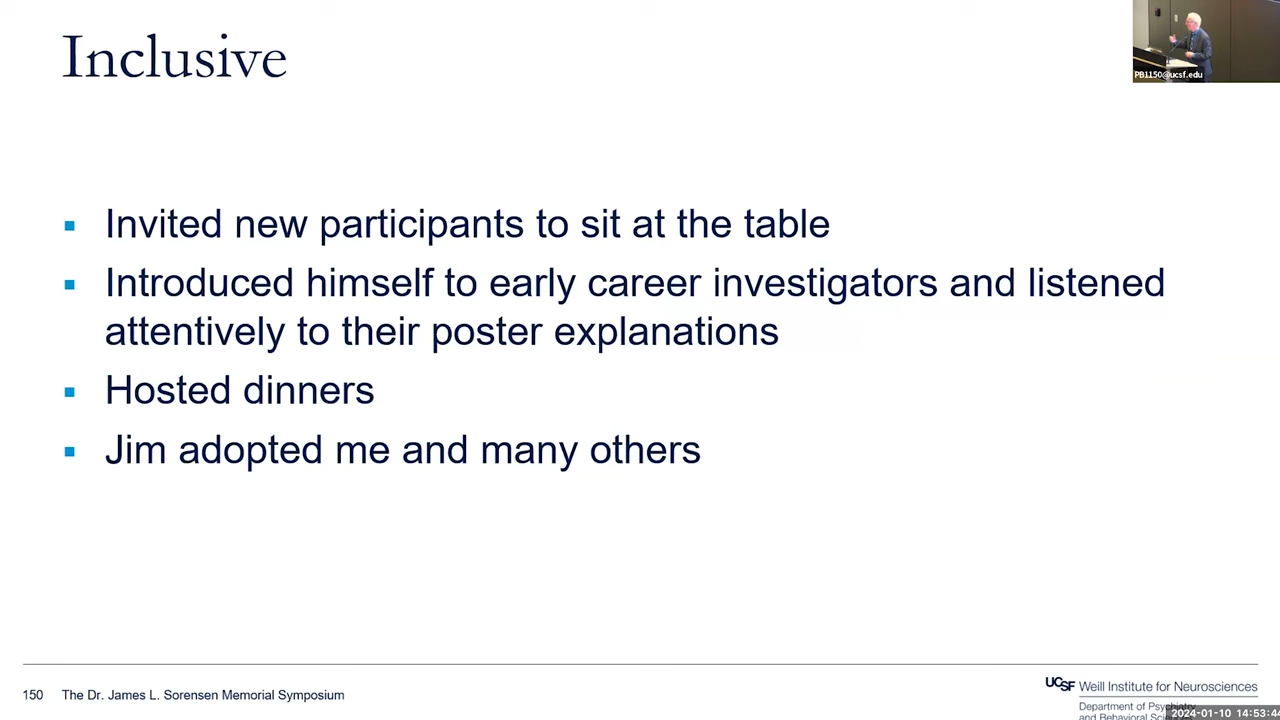 Inclusive
PB1150@ucsf.edu
Invited new participants to sit at the table
Introduced himself to early career investigators and listened
attentively to their poster explanations
Hosted dinners
Jim adopted me and many others
150 The Dr. James L. Sorensen Memorial Symposium
UCSF Weill Institute for Neurosciences
Department of Psychiatry
and Behavioral
2024-01-10 14:53:44